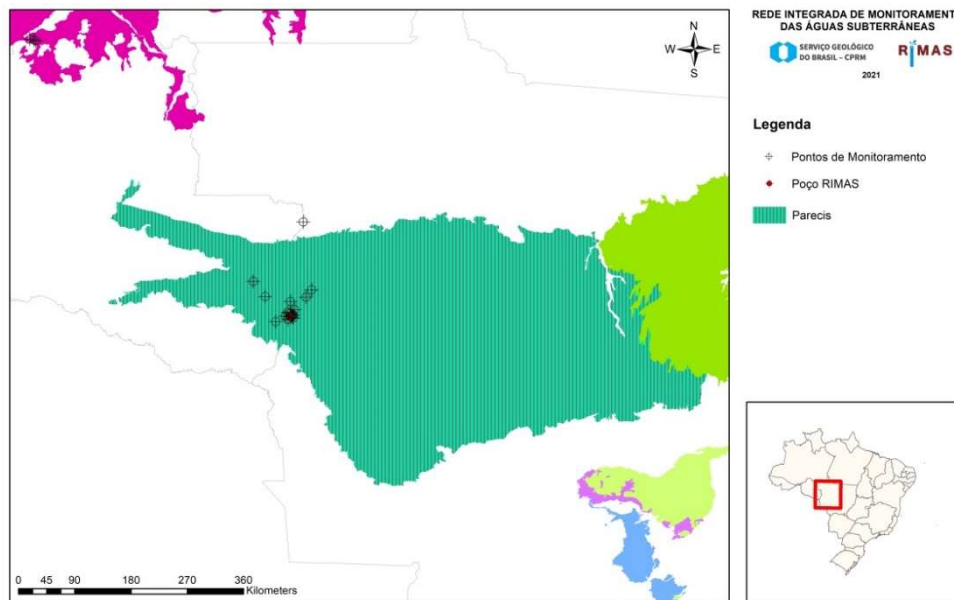 REDE INTEGRADA DE MONITORAMENT
DAS ÁGUAS SUBTERRÂNEAS
SERVIÇO GEOLÓGICO
DO BRASIL – CPRM
RIMAS
2021
N
W E
S
Legenda
Pontos de Monitoramento
Poço RIMAS
Parecis
0 45 90 180 270 360
Kilometers